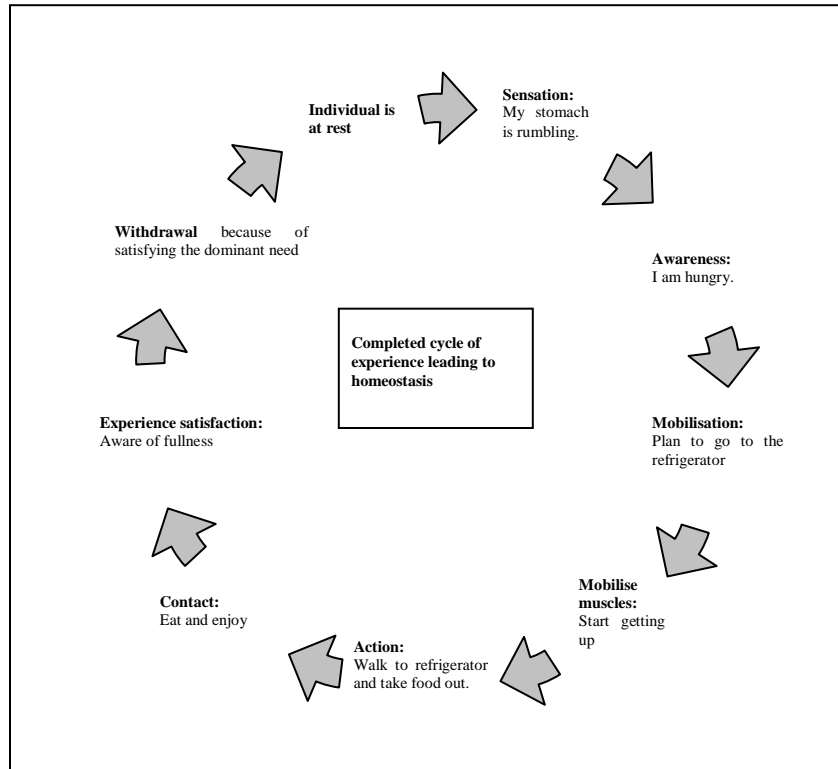 Individual is
at rest
Sensation:
My stomach
is rumbling.
Awareness:
I am hungry.
Mobilisation:
Plan to go to the
refrigerator
Mobilise
muscles:
Start getting
up
Action:
Walk to refrigerator
and take food out.
Contact:
Eat and enjoy
Experience satisfaction:
Aware of fullness
Withdrawal because of
satisfying the dominant need
Completed cycle of
experience leading to
homeostasis